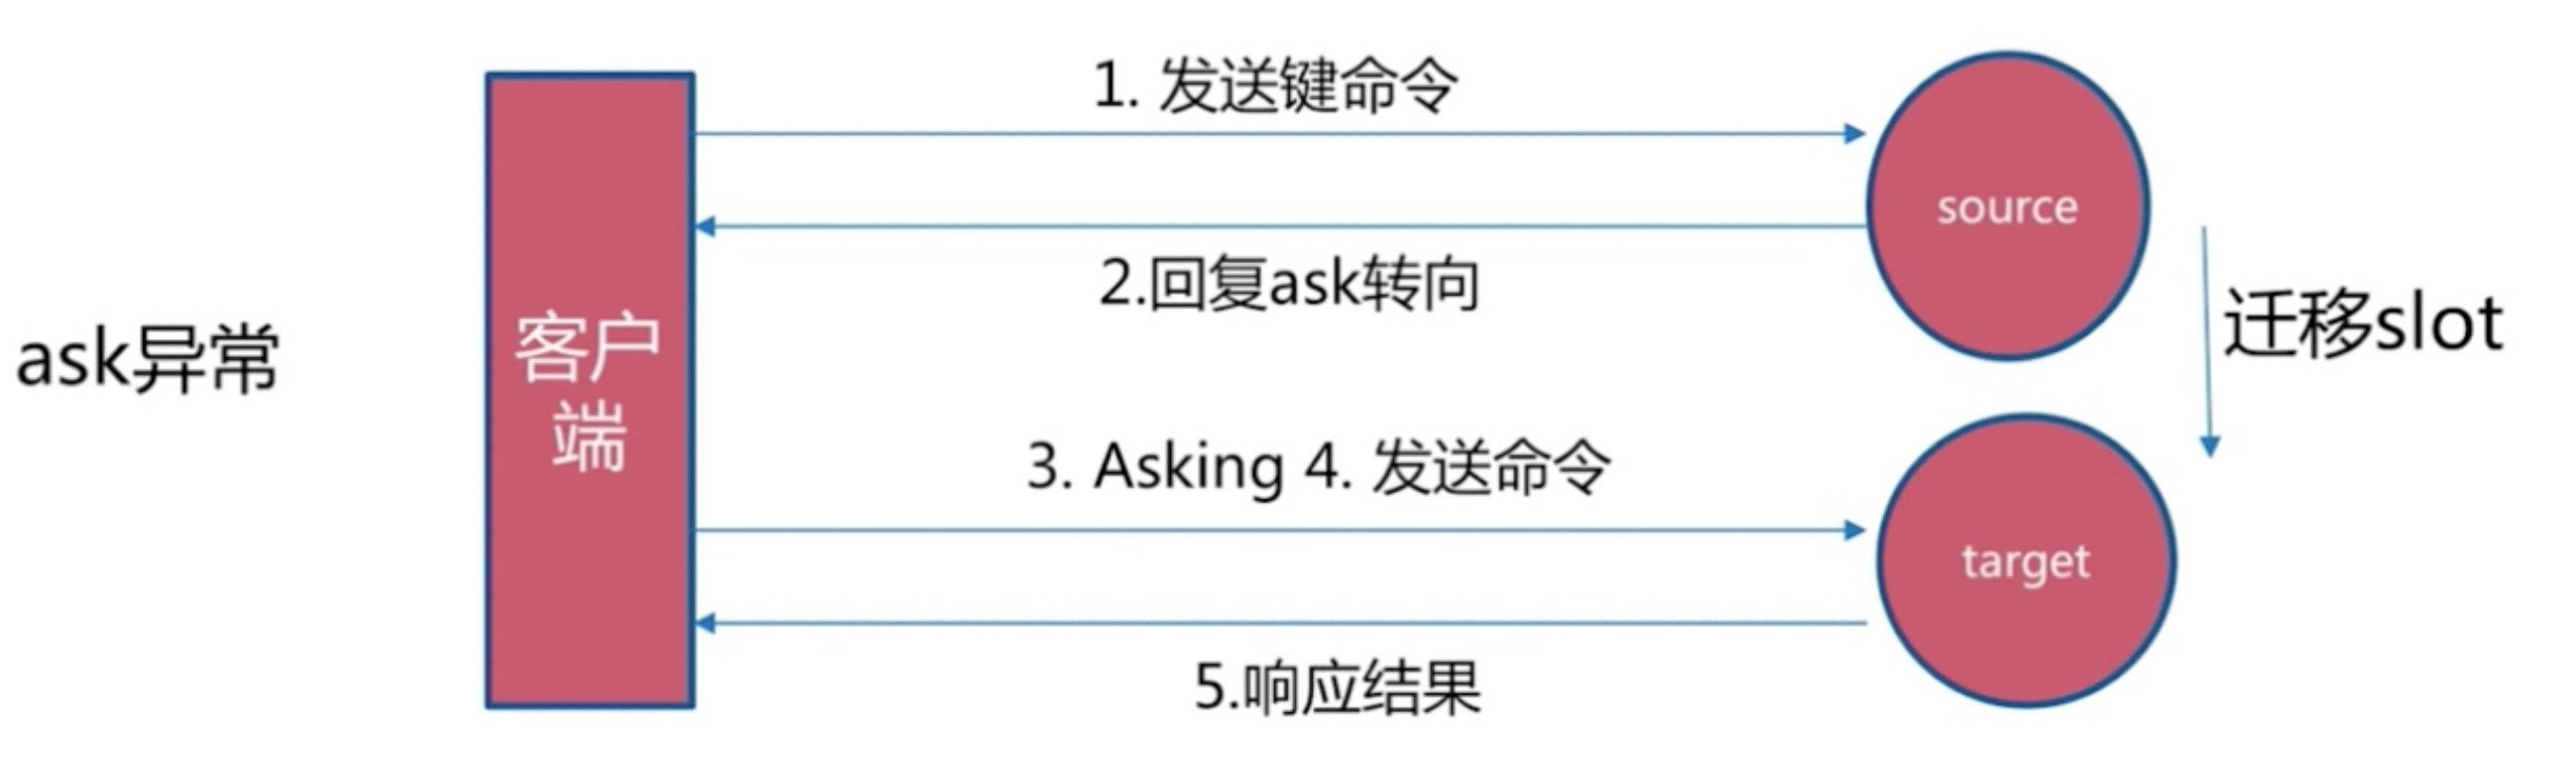 1. 发送键命令
source
2.回复ask转向
迁移slot
ask异常
客户
端
3. Asking 4. 发送命令
target
5.响应结果